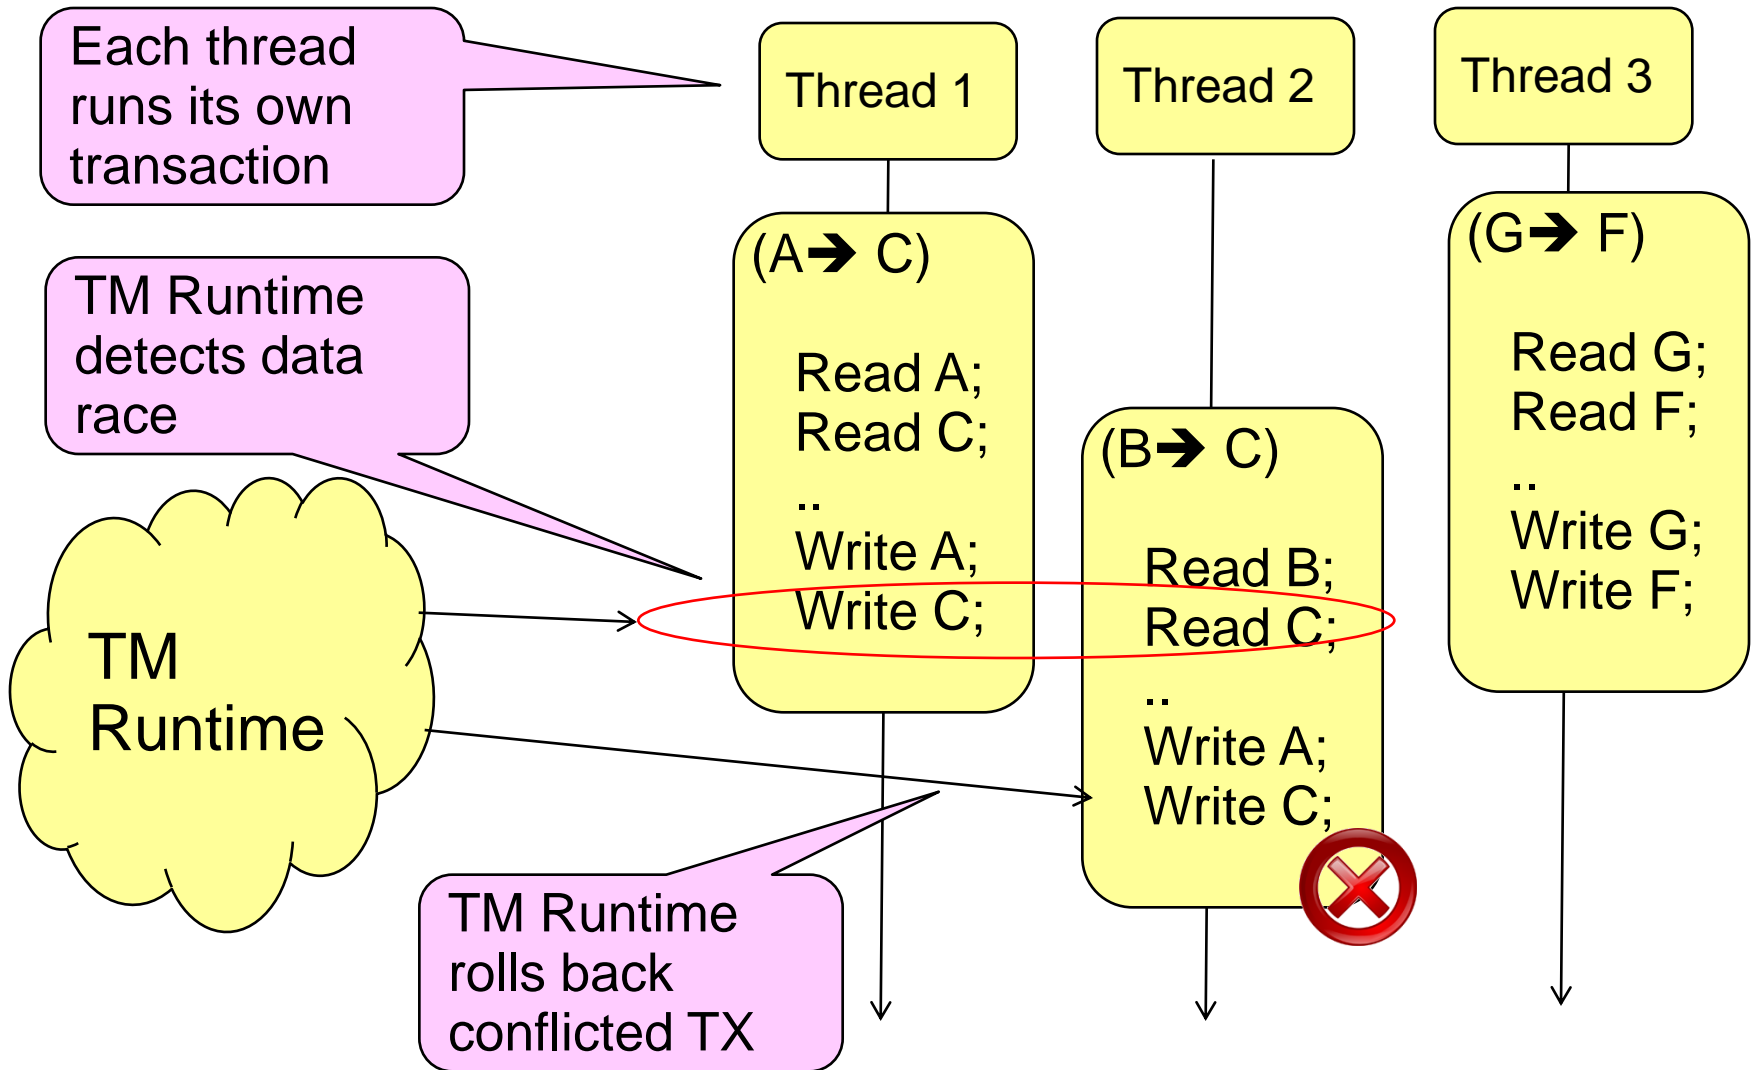 Each thread
runs its own
transaction
Thread 1
Thread 2
Thread 3
TM Runtime
detects data
race
(A➔ C)
Read A;
Read C;
..
Write A;
Write C;
(B➔ C)
Read B;
Read C;
..
Write A;
Write C;
(G➔ F)
Read G;
Read F;
..
Write G;
Write F;
TM
Runtime
TM Runtime
rolls back
conflicted TX